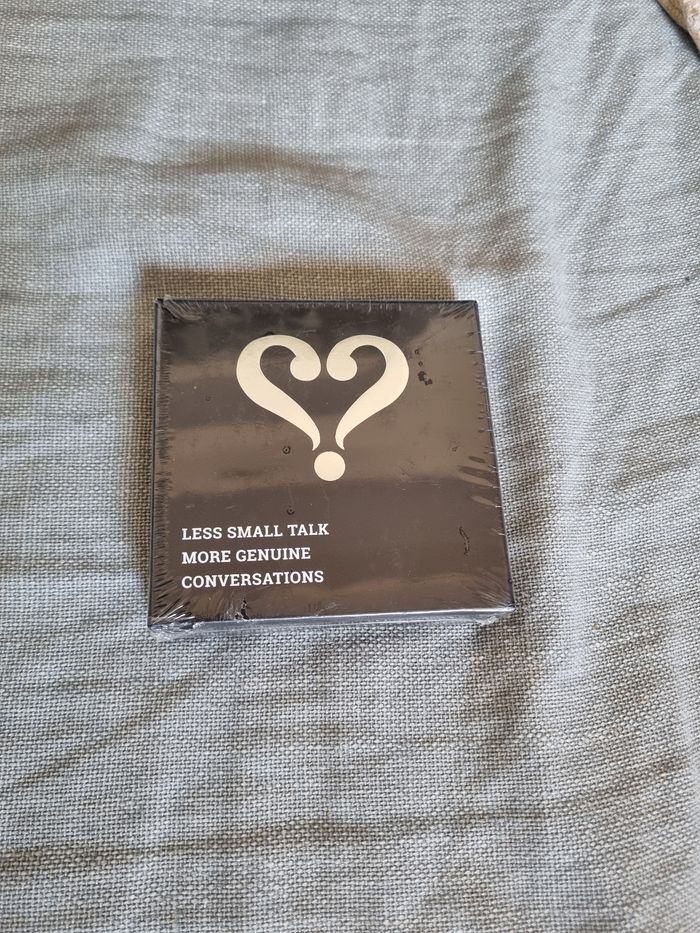 LESS SMALL TALK
MORE GENUINE
CONVERSATIONS